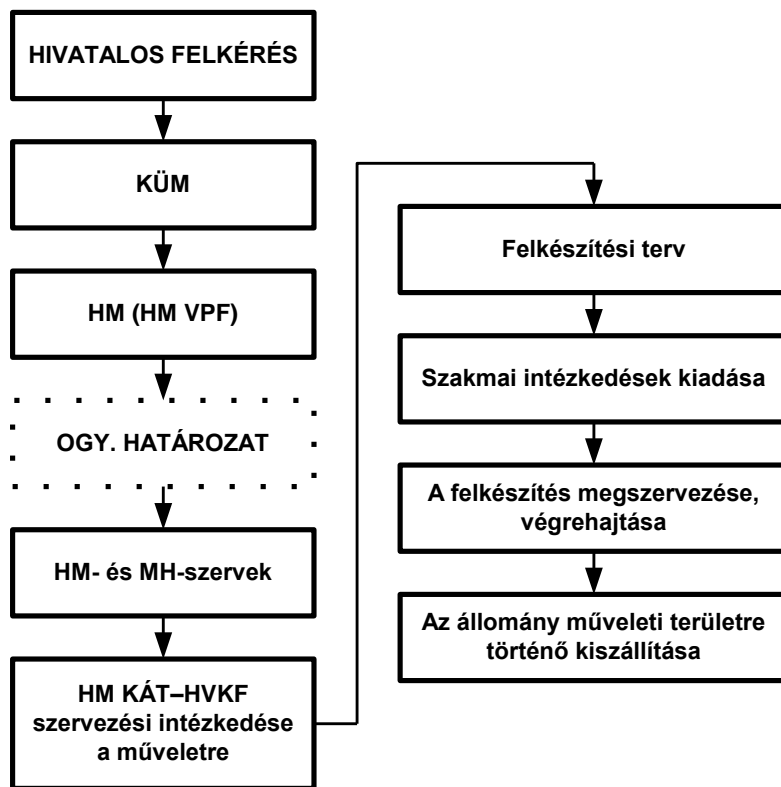 HIVATALOS FELKÉRÉS
KÜM
HM (HM VPF)
OGY. HATÁROZAT
HM- és MH-szervek
HM KÁT–HVKF
szervezési intézkedése
a műveletre
Felkészítési terv
Szakmai intézkedések kiadása
A felkészítés megszervezése,
végrehajtása
Az állomány műveleti területre
történő kiszállítása